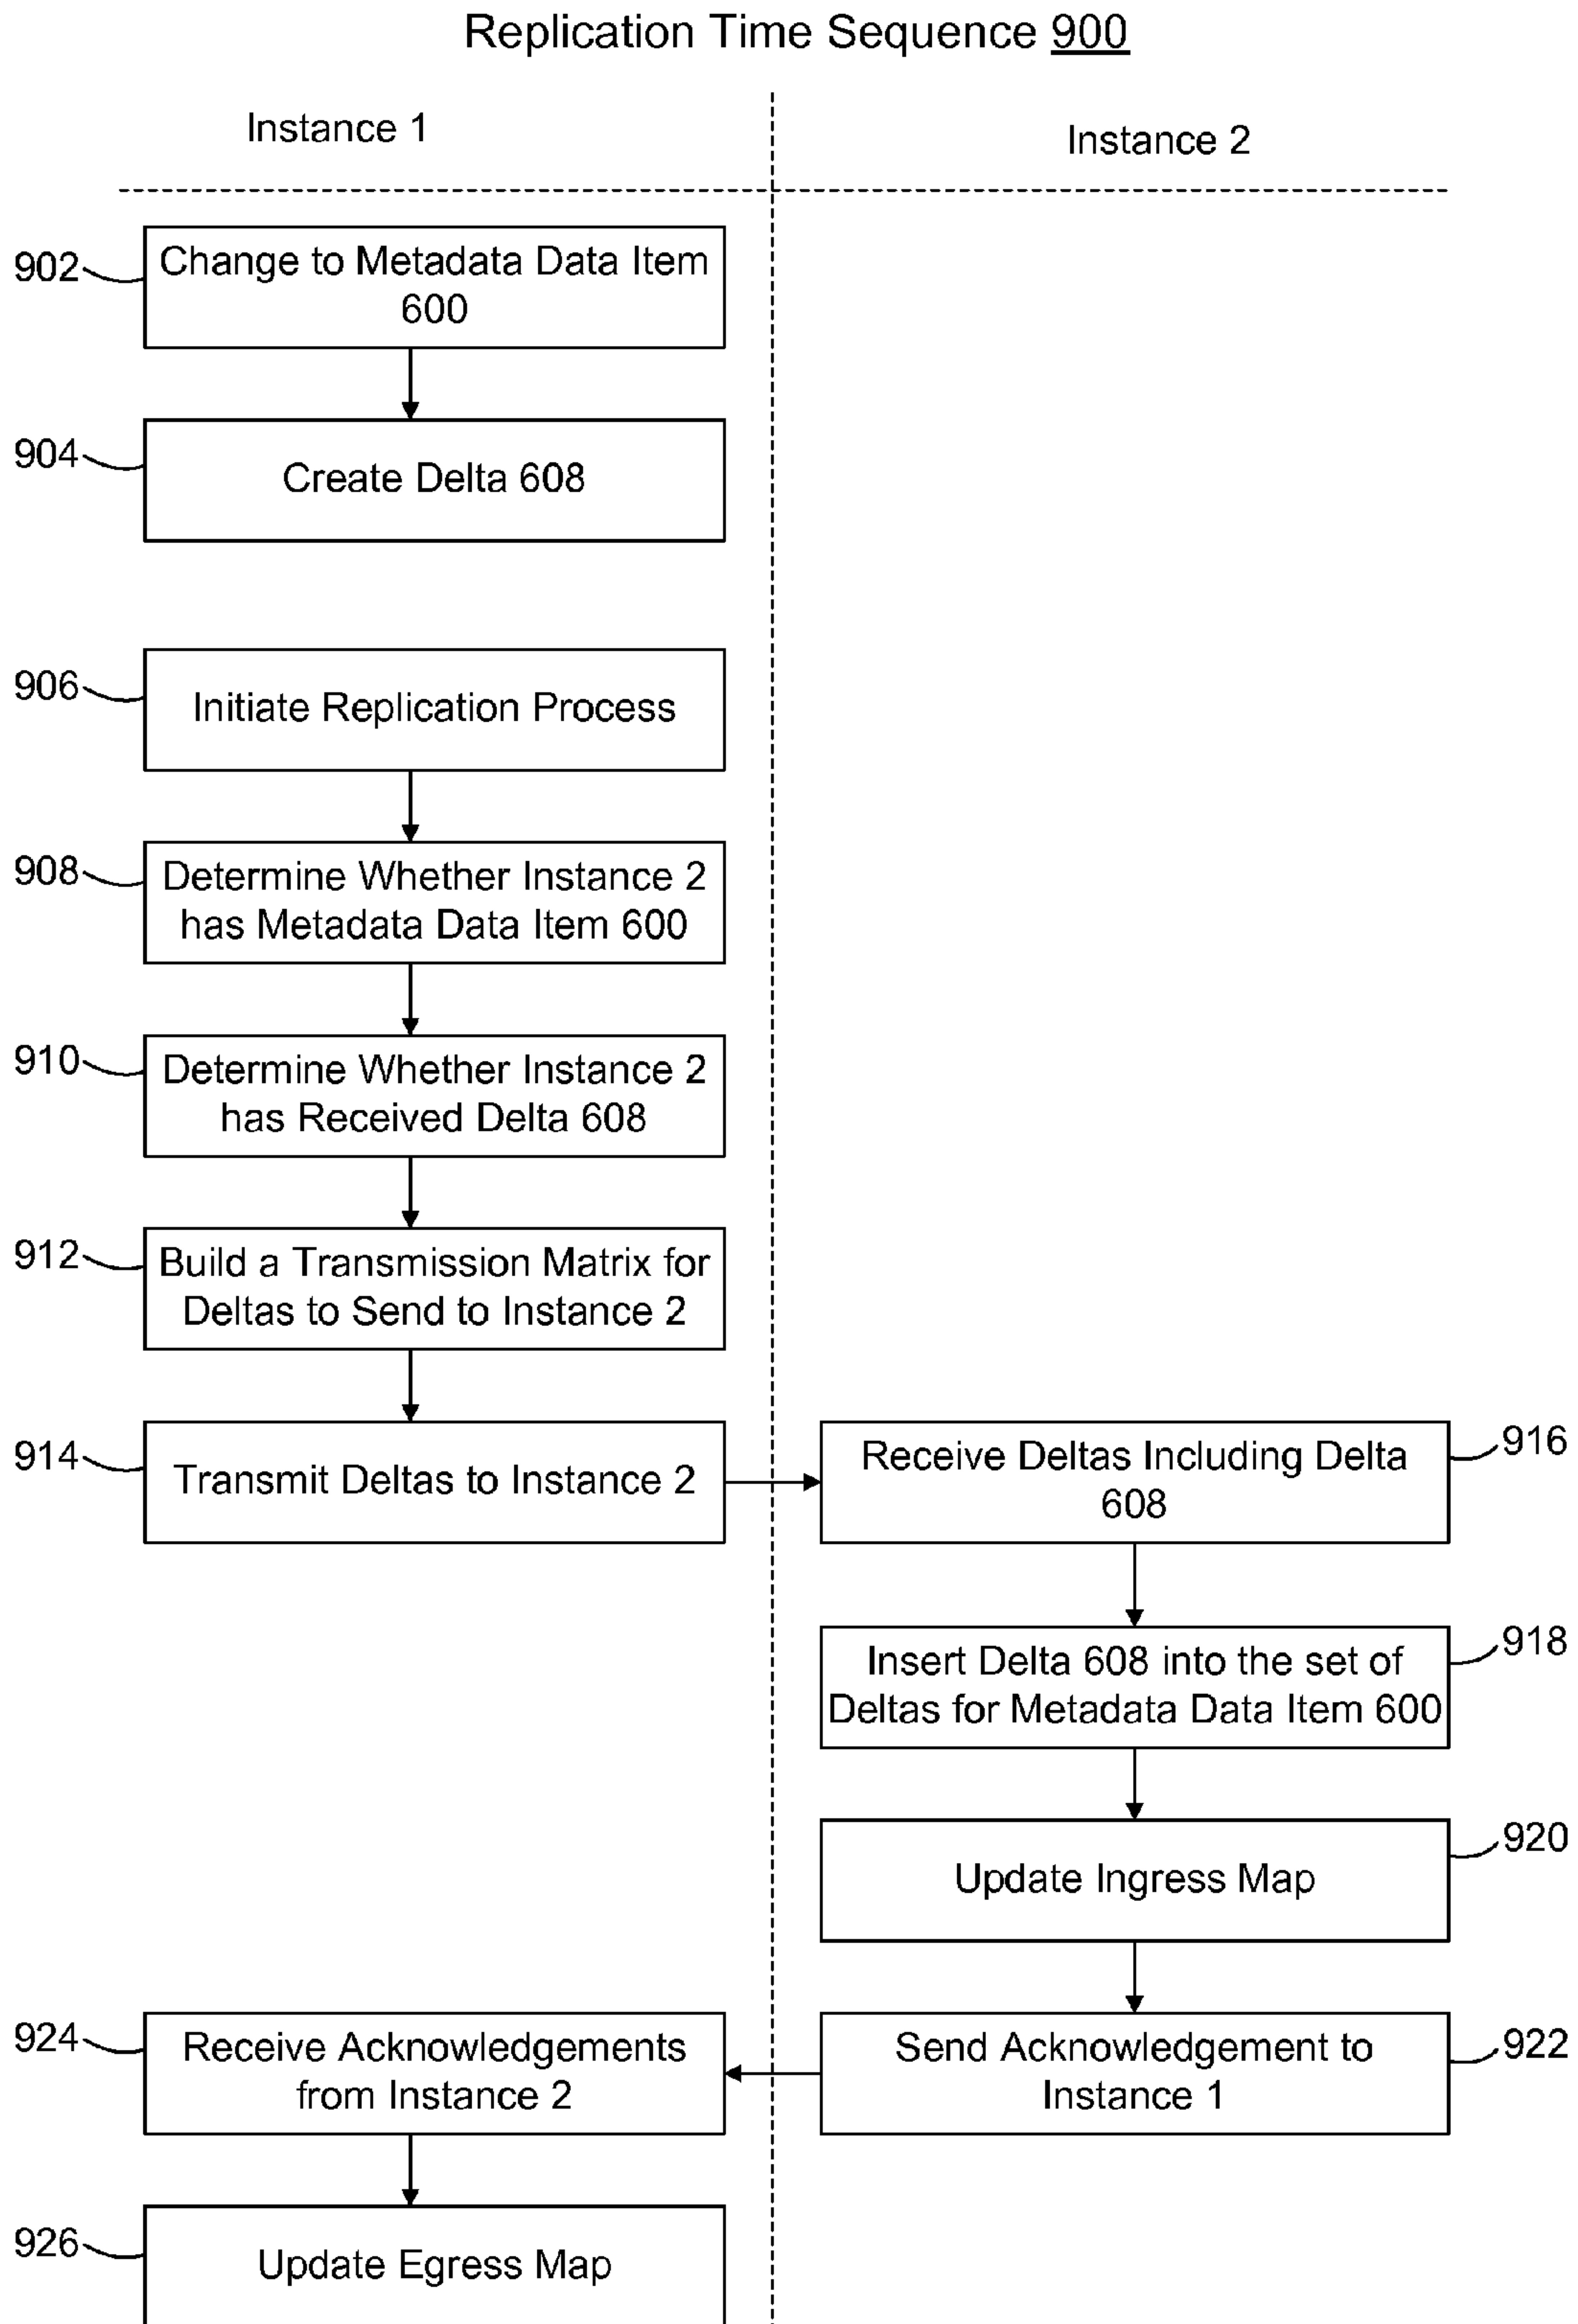 Replication Time Sequence 900
Instance 1
Instance 2
902
Change to Metadata Data Item
600
904
Create Delta 608
906
Initiate Replication Process
908
Determine Whether Instance 2
has Metadata Data Item 600
910
Determine Whether Instance 2
has Received Delta 608
912
Build a Transmission Matrix for
Deltas to Send to Instance 2
914
Transmit Deltas to Instance 2
Receive Deltas Including Delta
608
916
Insert Delta 608 into the set of
Deltas for Metadata Data Item 600
918
Update Ingress Map
920
Send Acknowledgement to
Instance 1
922
924
Receive Acknowledgements
from Instance 2
926
Update Egress Map